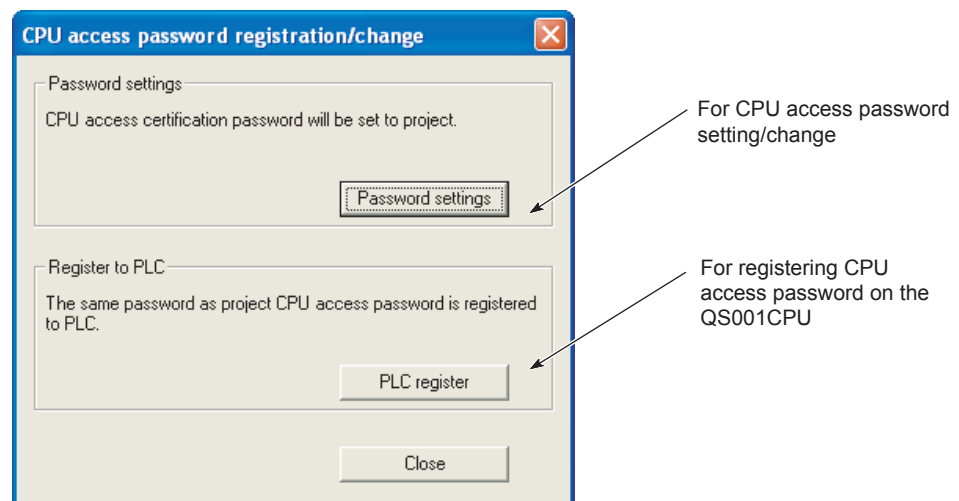 CPU access password registration/change
Password settings
CPU access certification password will be set to project.
Password settings
For CPU access password
setting/change
Register to PLC
The same password as project CPU access password is registered
to PLC.
PLC register
For registering CPU
access password on the
QS001CPU
Close